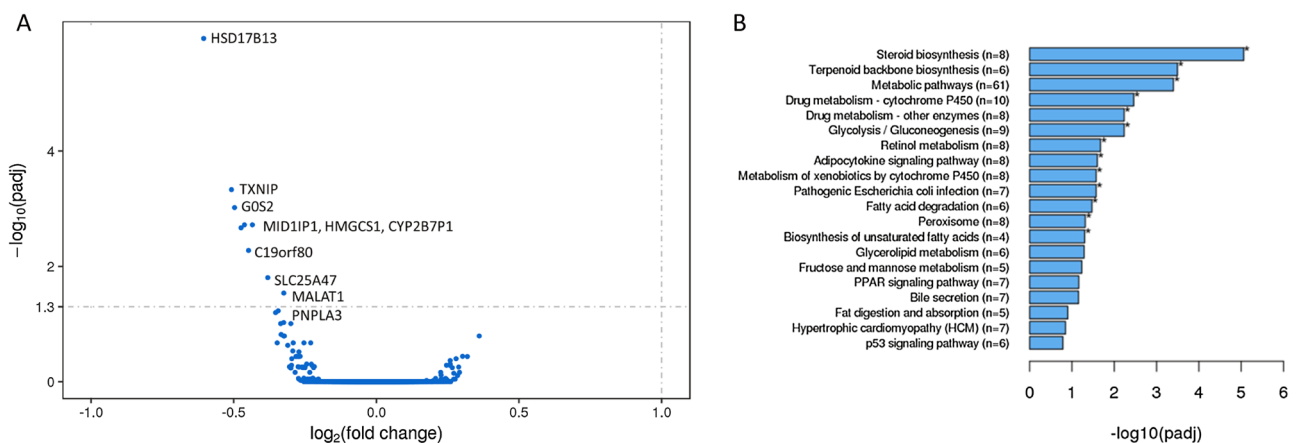 A
HSD17B13
4
TXNIP
G0S2
MID1IP1, HMGCS1, CYP2B7P1
C19orf80
2
SLC25A47
MALAT1
1.3
PNPLA3
0
-1.0 -0.5 0.0 0.5 1.0
log2(fold change)
−log10(padj)
B
Steroid biosynthesis (n=8)
Terpenoid backbone biosynthesis (n=6)
Metabolic pathways (n=61)
Drug metabolism - cytochrome P450 (n=10)
Drug metabolism - other enzymes (n=8)
Glycolysis / Gluconeogenesis (n=9)
Retinol metabolism (n=8)
Adipocytokine signaling pathway (n=8)
Metabolism of xenobiotics by cytochrome P450 (n=8)
Pathogenic Escherichia coli infection (n=7)
Fatty acid degradation (n=6)
Peroxisome (n=8)
Biosynthesis of unsaturated fatty acids (n=4)
Glycerolipid metabolism (n=6)
Fructose and mannose metabolism (n=5)
PPAR signaling pathway (n=7)
Bile secretion (n=7)
Fat digestion and absorption (n=5)
Hypertrophic cardiomyopathy (HCM) (n=7)
p53 signaling pathway (n=6)
0 1 2 3 4 5 6
-log10(padj)